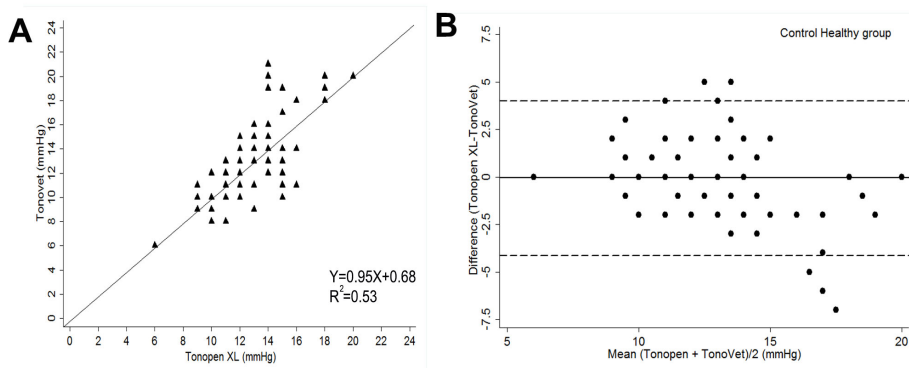 A
24
22
20
18
16
14
12
10
8
6
4
2
0
Tonovet (mmHg)
Y=0.95X+0.68
R²=0.53
0 2 4 6 8 10 12 14 16 18 20 22 24
Tonopen XL (mmHg)
B
Control Healthy group
7.5
5
2.5
0
-2.5
-5
-7.5
Difference (Tonopen XL-TonoVet)
5 10 15 20
Mean (Tonopen + TonoVet)/2 (mmHg)